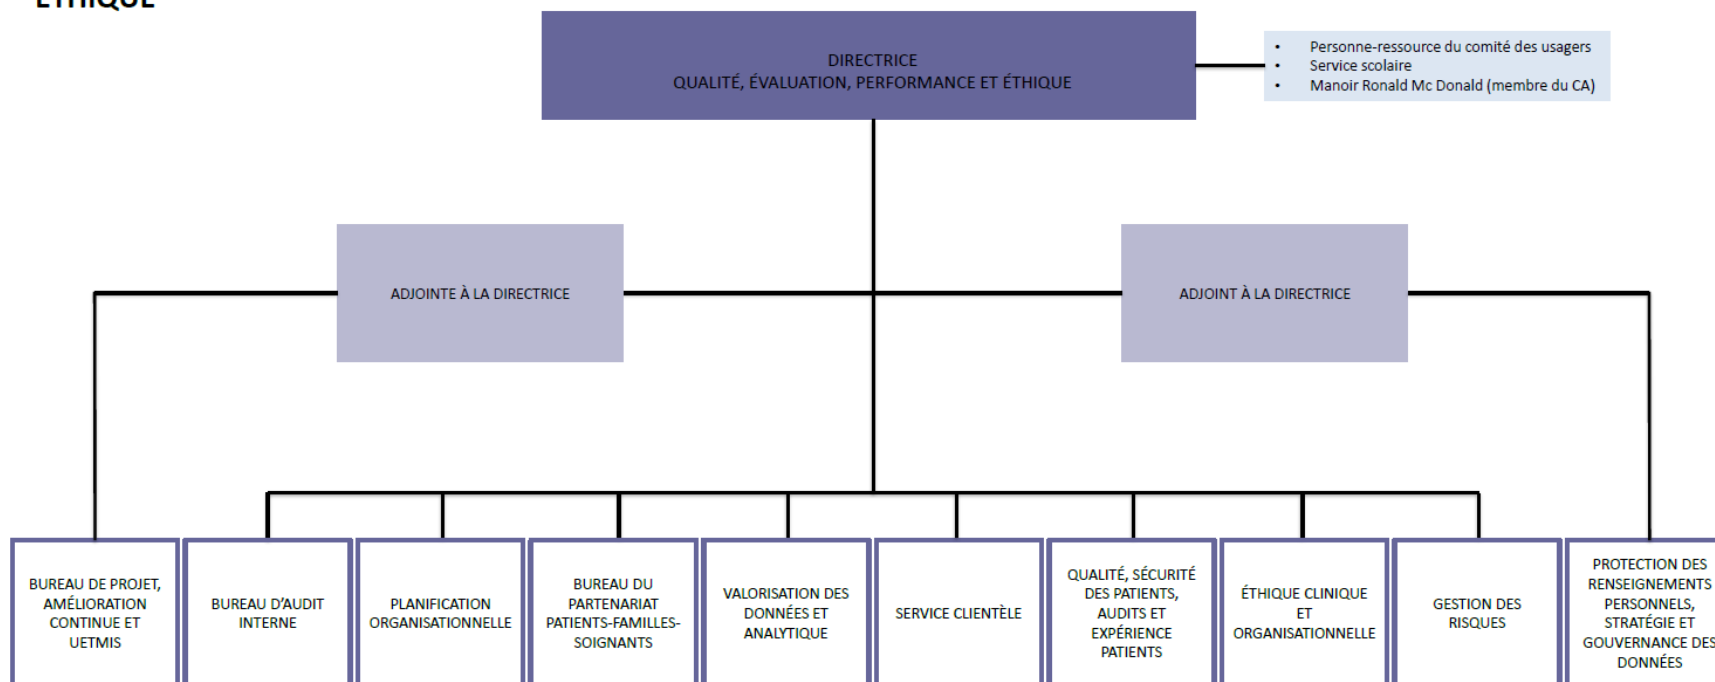 ÉTHIQUE
DIRECTRICE
QUALITÉ, ÉVALUATION, PERFORMANCE ET ÉTHIQUE
• Personne-ressource du comité des usagers
• Service scolaire
• Manoir Ronald Mc Donald (membre du CA)
ADJOINTE À LA DIRECTRICE
ADJOINT À LA DIRECTRICE
BUREAU DE PROJET,
AMÉLIORATION
CONTINUE ET
UETMIS
BUREAU D'AUDIT
INTERNE
PLANIFICATION
ORGANISATIONNELLE
BUREAU DU
PARTENARIAT
PATIENTS-FAMILLES-
SOIGNANTS
VALORISATION DES
DONNÉES ET
ANALYTIQUE
SERVICE CLIENTÈLE
QUALITÉ, SÉCURITÉ
DES PATIENTS,
AUDITS ET
EXPÉRIENCE
PATIENTS
ÉTHIQUE CLINIQUE
ET
ORGANISATIONNELLE
GESTION DES
RISQUES
PROTECTION DES
RENSEIGNEMENTS
PERSONNELS,
STRATÉGIE ET
GOUVERNANCE DES
DONNÉES